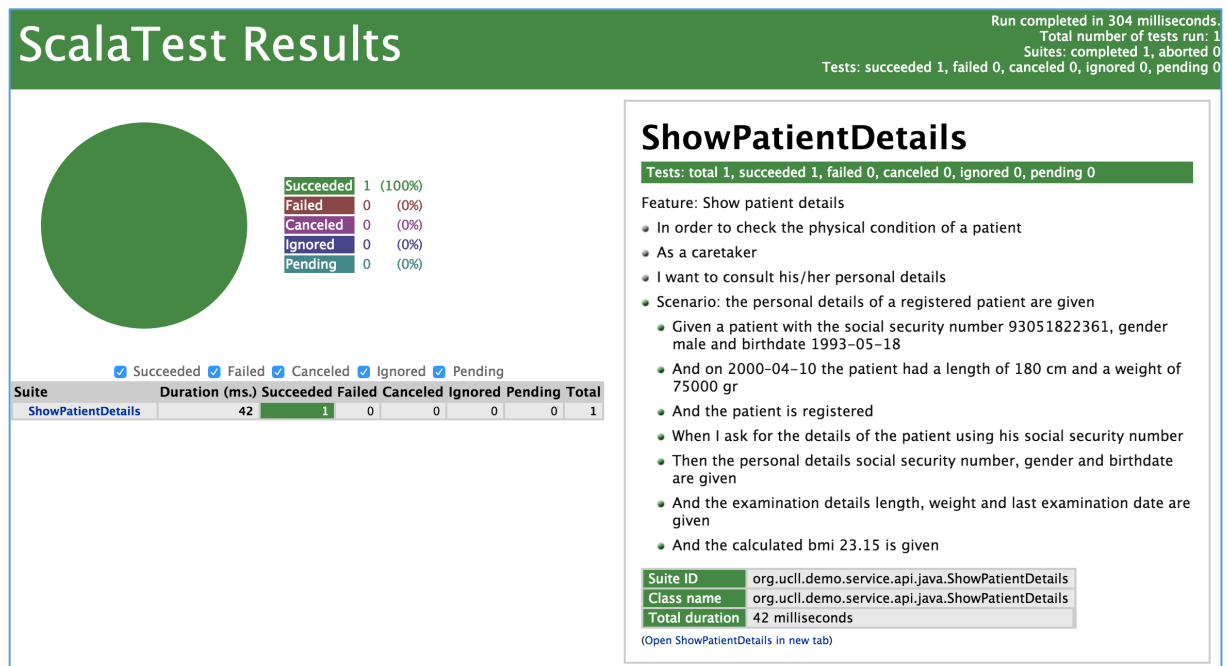 ScalaTest Results
Run completed in 304 milliseconds.
Total number of tests run: 1
Suites: completed 1, aborted 0
Tests: succeeded 1, failed 0, canceled 0, ignored 0, pending 0
Succeeded 1 (100%)
Failed 0 (0%)
Canceled 0 (0%)
Ignored 0 (0%)
Pending 0 (0%)
Succeeded Failed Canceled Ignored Pending
Suite Duration (ms.) Succeeded Failed Canceled Ignored Pending Total
ShowPatientDetails 42 1 0 0 0 0 1
ShowPatientDetails
Tests: total 1, succeeded 1, failed 0, canceled 0, ignored 0, pending 0
Feature: Show patient details
In order to check the physical condition of a patient
As a caretaker
I want to consult his/her personal details
Scenario: the personal details of a registered patient are given
Given a patient with the social security number 93051822361, gender
male and birthdate 1993-05-18
And on 2000-04-10 the patient had a length of 180 cm and a weight of
75000 gr
And the patient is registered
When I ask for the details of the patient using his social security number
Then the personal details social security number, gender and birthdate
are given
And the examination details length, weight and last examination date are
given
And the calculated bmi 23.15 is given
Suite ID org.ucll.demo.service.api.java.ShowPatientDetails
Class name org.ucll.demo.service.api.java.ShowPatientDetails
Total duration 42 milliseconds
(Open ShowPatientDetails in new tab)